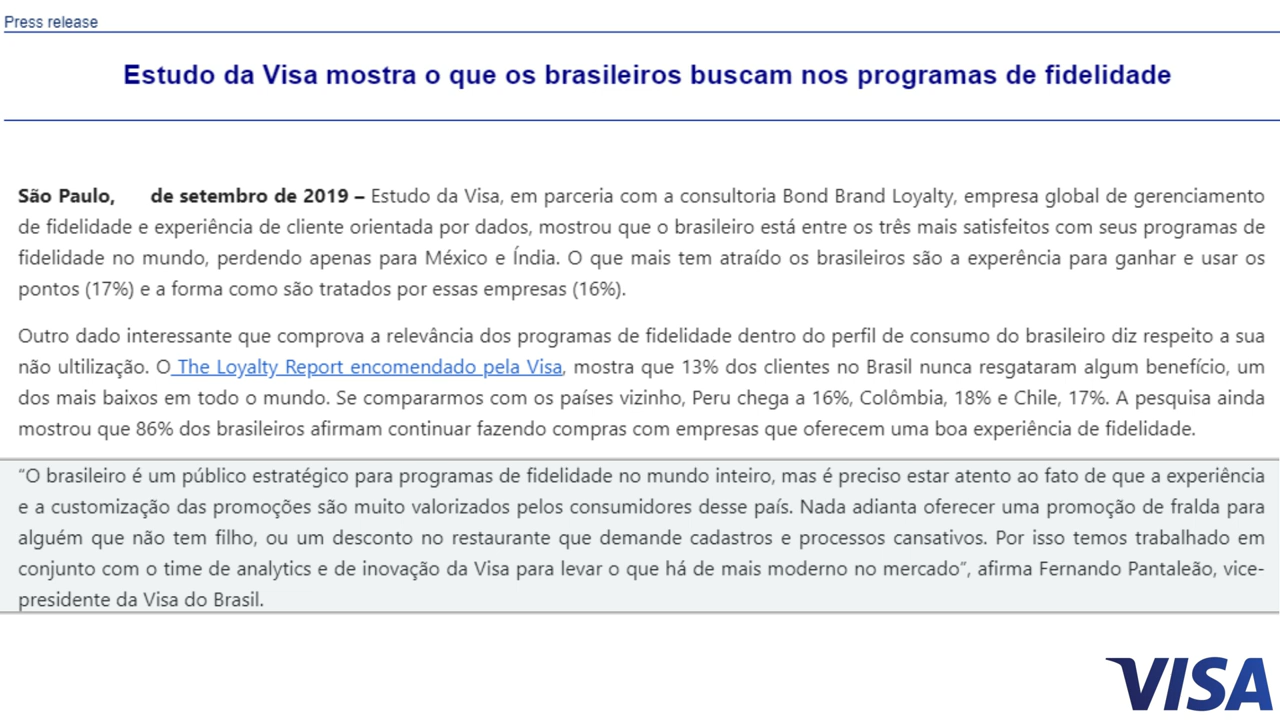 Press release
Estudo da Visa mostra o que os brasileiros buscam nos programas de fidelidade
São Paulo, de setembro de 2019 – Estudo da Visa, em parceria com a consultoria Bond Brand Loyalty, empresa global de gerenciamento
de fidelidade e experiência de cliente orientada por dados, mostrou que o brasileiro está entre os três mais satisfeitos com seus programas de
fidelidade no mundo, perdendo apenas para México e Índia. O que mais tem atraído os brasileiros são a experência para ganhar e usar os
pontos (17%) e a forma como são tratados por essas empresas (16%).
Outro dado interessante que comprova a relevância dos programas de fidelidade dentro do perfil de consumo do brasileiro diz respeito a sua
não ultilização. O The Loyalty Report encomendado pela Visa, mostra que 13% dos clientes no Brasil nunca resgataram algum benefício, um
dos mais baixos em todo o mundo. Se compararmos com os países vizinho, Peru chega a 16%, Colômbia, 18% e Chile, 17%. A pesquisa ainda
mostrou que 86% dos brasileiros afirmam continuar fazendo compras com empresas que oferecem uma boa experiência de fidelidade.
“O brasileiro é um público estratégico para programas de fidelidade no mundo inteiro, mas é preciso estar atento ao fato de que a experiência
e a customização das promoções são muito valorizados pelos consumidores desse país. Nada adianta oferecer uma promoção de fralda para
alguém que não tem filho, ou um desconto no restaurante que demande cadastros e processos cansativos. Por isso temos trabalhado em
conjunto com o time de analytics e de inovação da Visa para levar o que há de mais moderno no mercado”, afirma Fernando Pantaleão, vice-
presidente da Visa do Brasil.
VISA